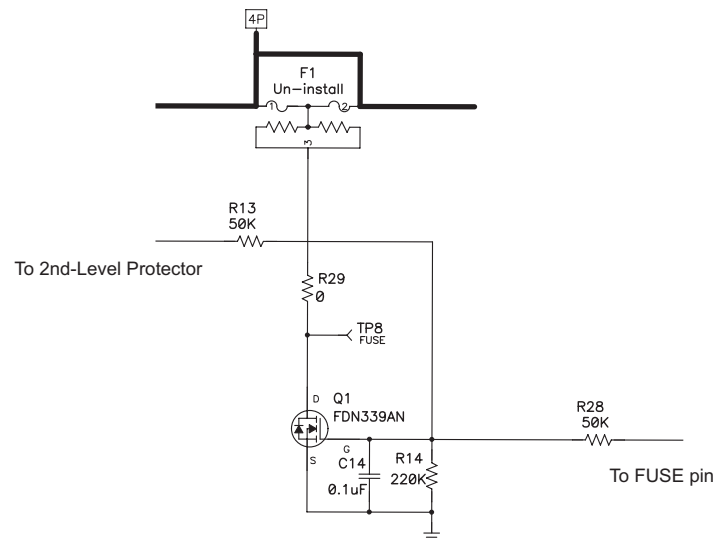 4P
F1
Un-install
1
2
3
R13
50K
To 2nd-Level Protector
R29
0
TP8
FUSE
D
Q1
FDN339AN
G
S
C14
0.1uF
R14
220K
R28
50K
To FUSE pin